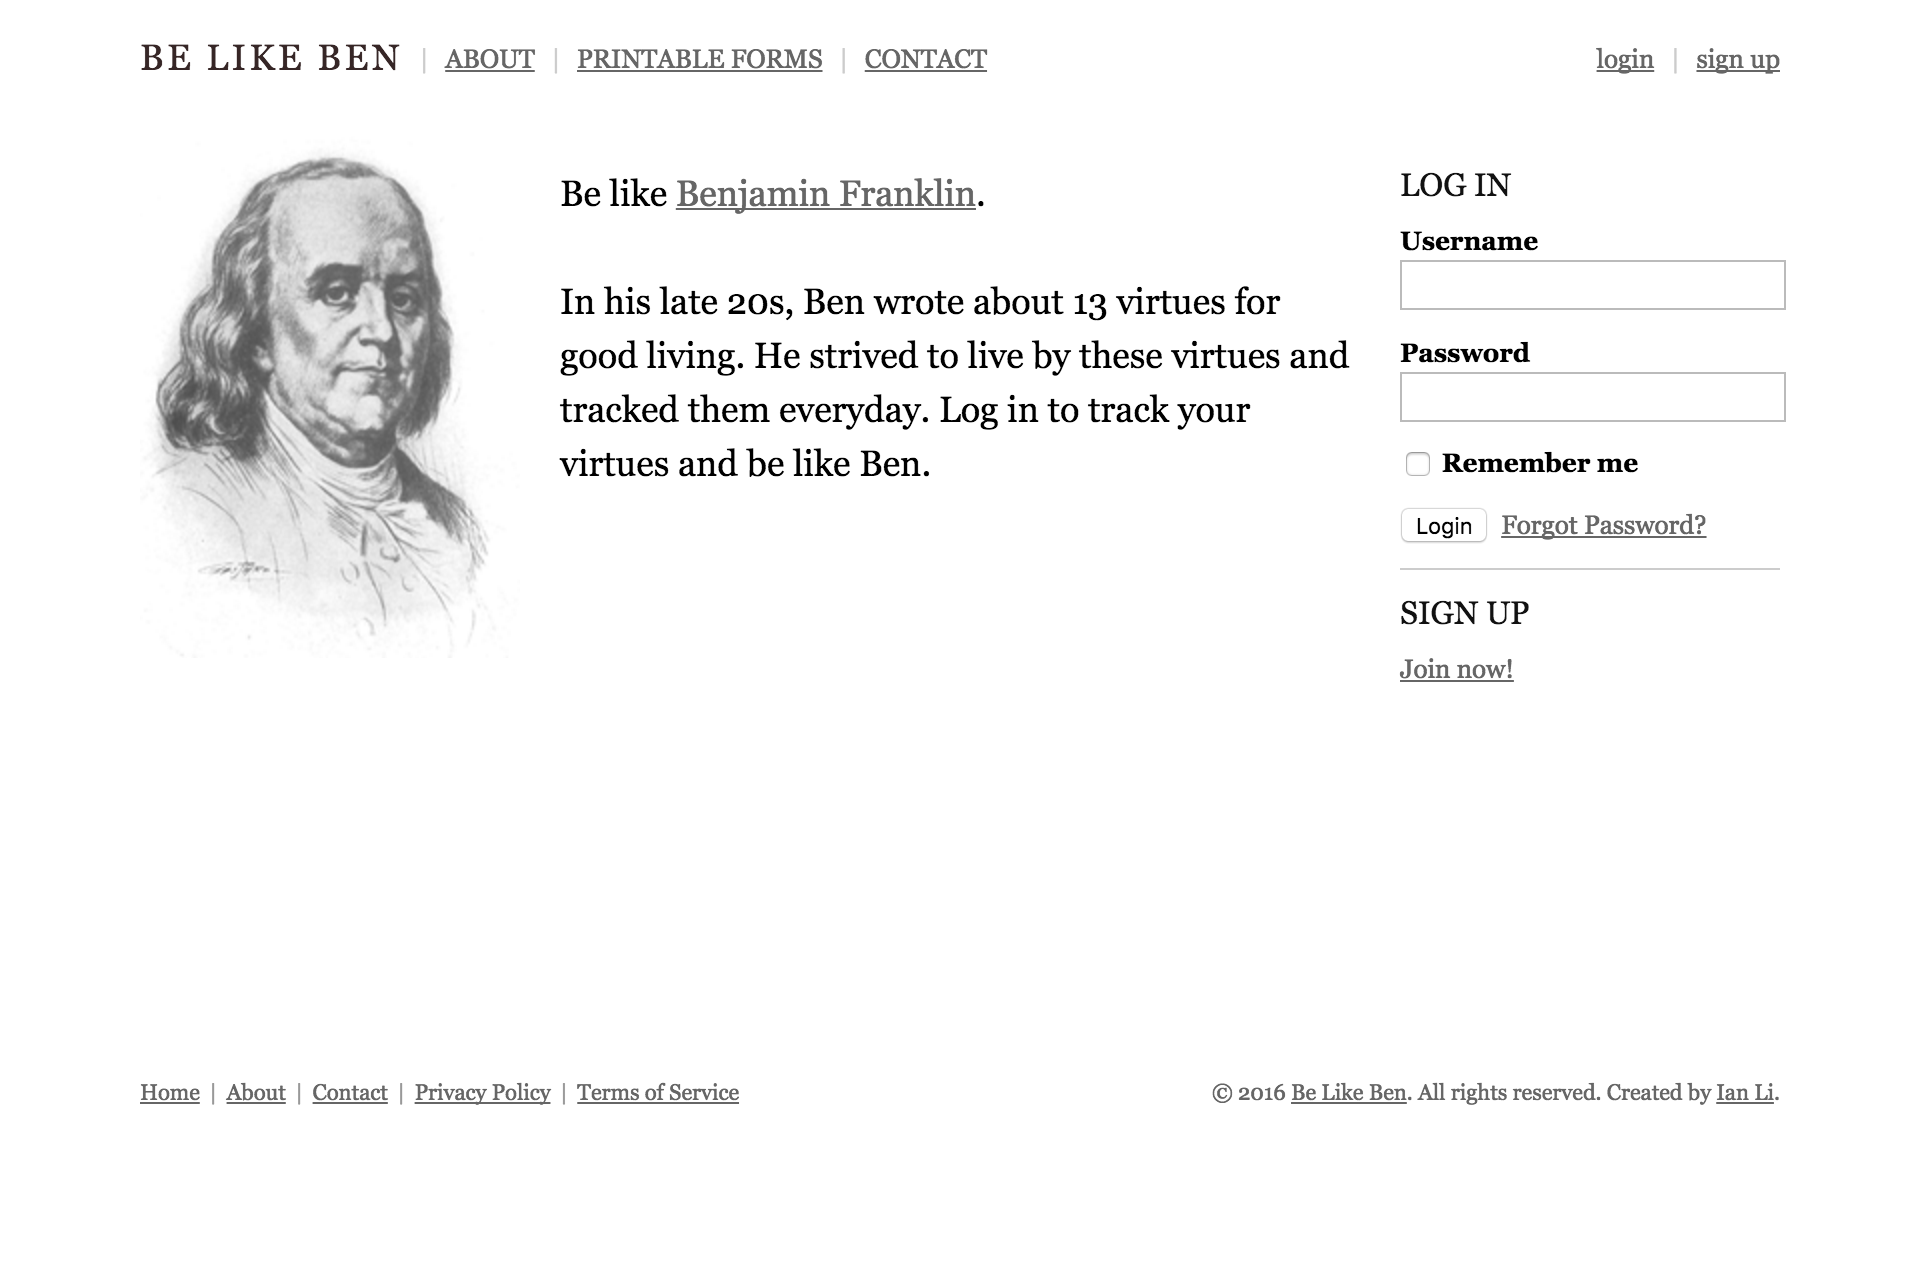 BE LIKE BEN | ABOUT | PRINTABLE FORMS | CONTACT
login | sign up
Be like Benjamin Franklin.
In his late 20s, Ben wrote about 13 virtues for
good living. He strived to live by these virtues and
tracked them everyday. Log in to track your
virtues and be like Ben.
LOG IN
Username
Password
Remember me
Login Forgot Password?
SIGN UP
Join now!
Home | About | Contact | Privacy Policy | Terms of Service
© 2016 Be Like Ben. All rights reserved. Created by Ian Li.